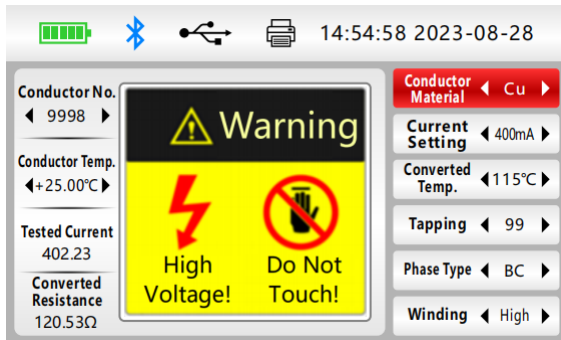 14:54:58 2023-08-28
Conductor No.
9998
Conductor Temp.
+25.00℃
Tested Current
402.23
Converted
Resistance
120.53Ω
Warning
High
Voltage!
Do Not
Touch!
Conductor
Material
Cu
Current
Setting
400mA
Converted
Temp.
115℃
Tapping
99
Phase Type
BC
Winding
High